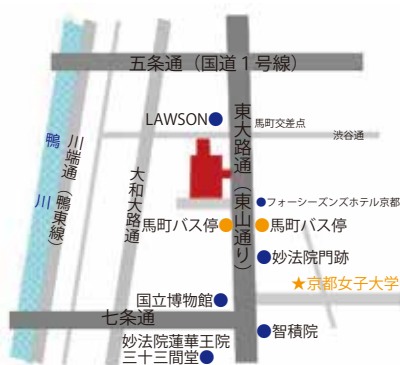 五条通（国道１号線）
LAWSON
馬町交差点
渋谷通
東大路通（東山通り）
鴨川
川端通（鴨東線）
大和大路通
フォーシーズンズホテル京都
馬町バス停
馬町バス停
妙法院門跡
★京都女子大学
国立博物館
七条通
智積院
妙法院蓮華王院
三十三間堂